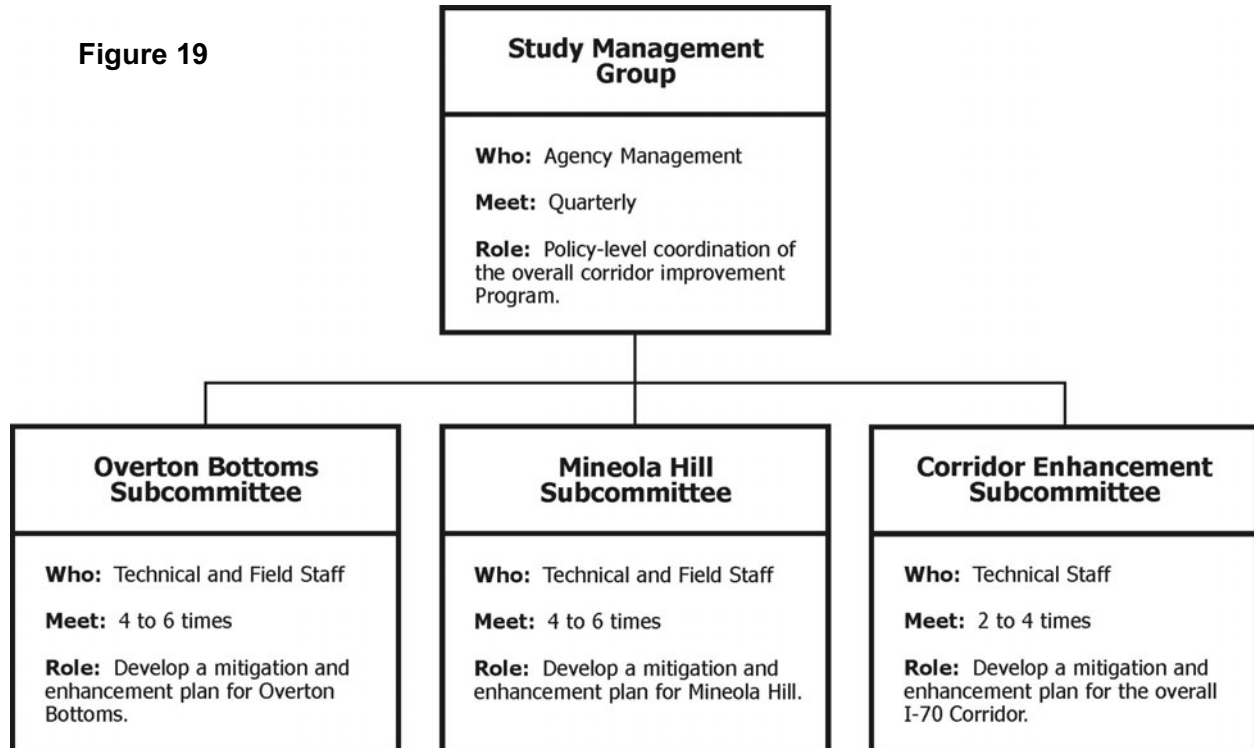 Figure 19
Study Management
Group
Who: Agency Management
Meet: Quarterly
Role: Policy-level coordination of
the overall corridor improvement
Program.
Overton Bottoms
Subcommittee
Who: Technical and Field Staff
Meet: 4 to 6 times
Role: Develop a mitigation and
enhancement plan for Overton
Bottoms.
Mineola Hill
Subcommittee
Who: Technical and Field Staff
Meet: 4 to 6 times
Role: Develop a mitigation and
enhancement plan for Mineola Hill.
Corridor Enhancement
Subcommittee
Who: Technical Staff
Meet: 2 to 4 times
Role: Develop a mitigation and
enhancement plan for the overall
I-70 Corridor.